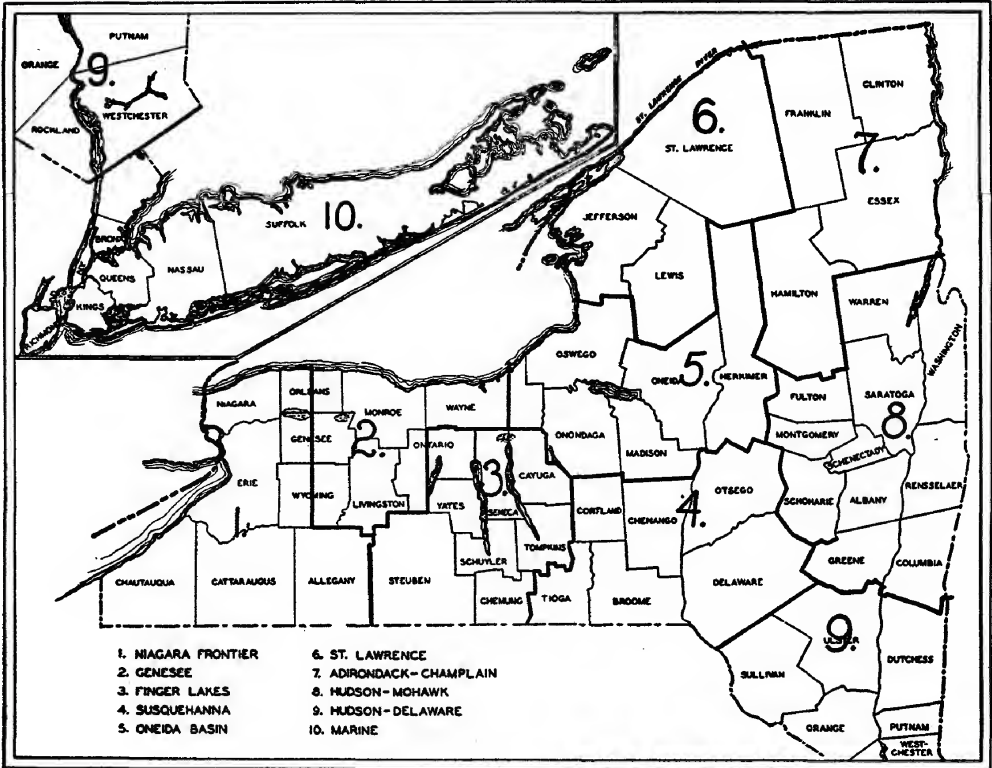 PUTNAM
ORANGE
9.
WESTCHESTER
ROCKLAND
SUFFOLK
10.
BRONX
QUEENS
NASSAU
KINGS
RICHMOND
ST. LAWRENCE RIVER
6.
ST. LAWRENCE
FRANKLIN
CLINTON
7.
ESSEX
JEFFERSON
LEWIS
HAMILTON
WARREN
WASHINGTON
OSWEGO
ONEIDA
5.
HERKIMER
FULTON
SARATOGA
8.
MONTGOMERY
SCHENECTADY
NIAGARA
ORLEANS
MONROE
WAYNE
GENESEE
2.
ONTARIO
ONONDAGA
MADISON
ERIE
WYOMING
LIVINGSTON
YATES
3.
SENECA
CAYUGA
CORTLAND
CHENANGO
4.
OTSEGO
SCHOHARIE
ALBANY
RENSSELAER
1.
SCHUYLER
TOMPKINS
CHAUTAUQUA
CATTARAUGUS
ALLEGANY
STEUBEN
CHEMUNG
TIOGA
BROOME
DELAWARE
GREENE
COLUMBIA
9.
ULSTER
SULLIVAN
DUTCHESS
ORANGE
PUTNAM
WEST-
CHESTER
1. NIAGARA FRONTIER
2. GENESEE
3. FINGER LAKES
4. SUSQUEHANNA
5. ONEIDA BASIN
6. ST. LAWRENCE
7. ADIRONDACK-CHAMPLAIN
8. HUDSON-MOHAWK
9. HUDSON-DELAWARE
10. MARINE